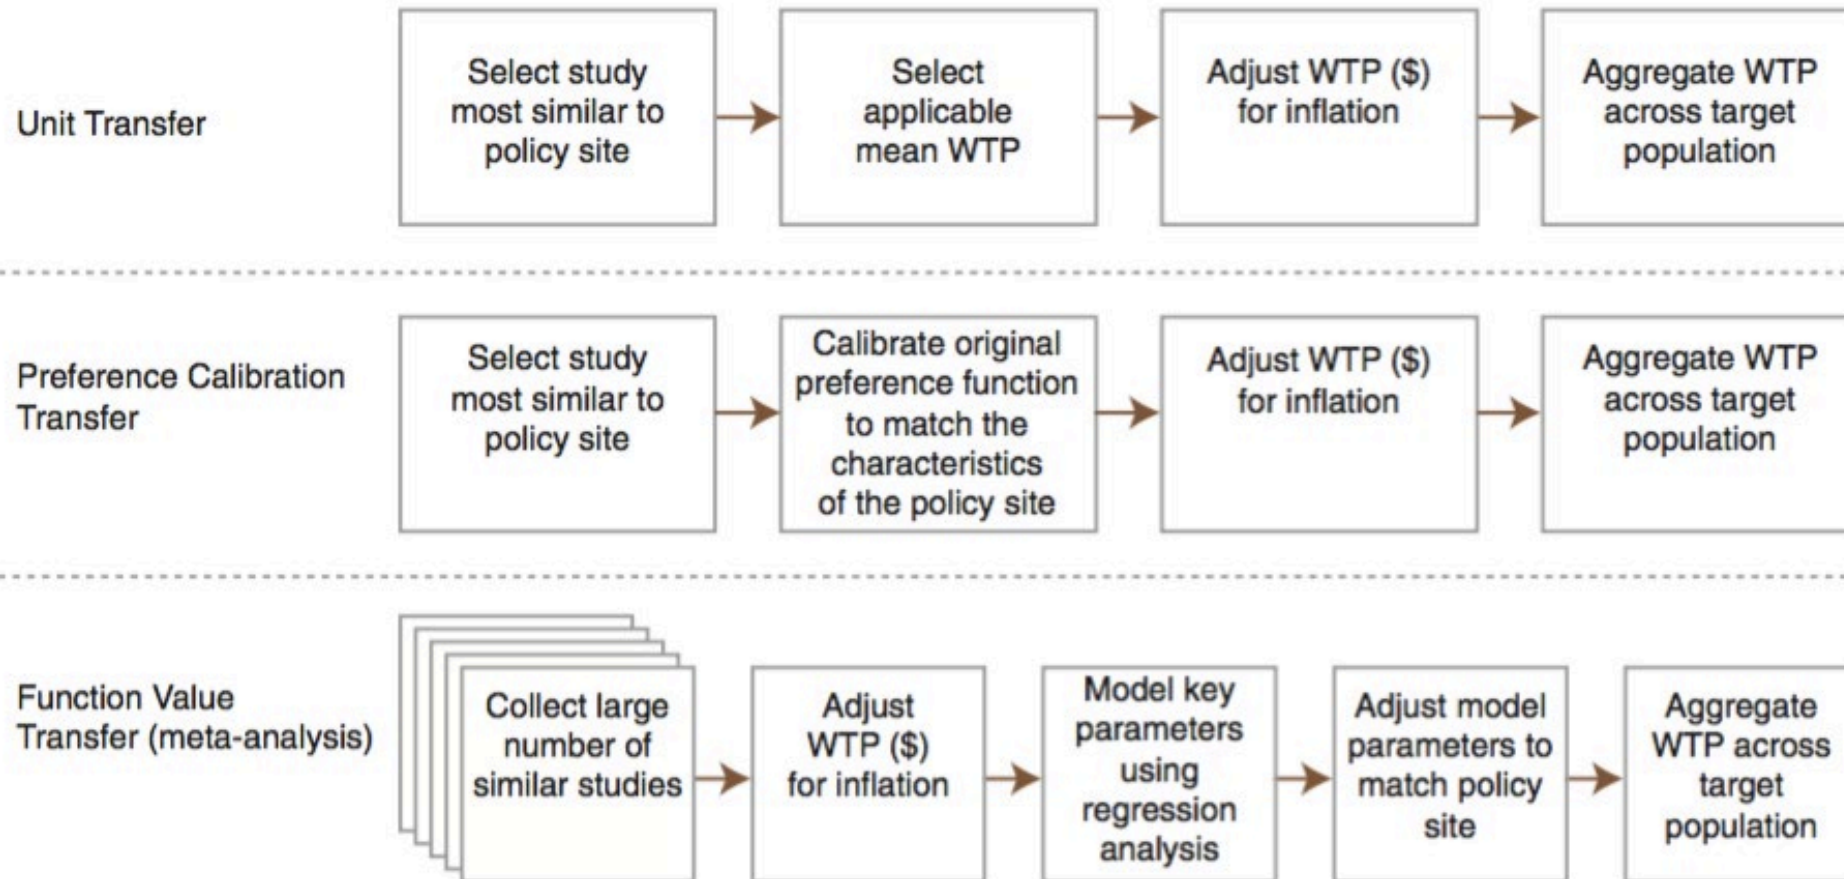 Unit Transfer
Select study
most similar to
policy site
Select
applicable
mean WTP
Adjust WTP ($)
for inflation
Aggregate WTP
across target
population
Preference Calibration
Transfer
Select study
most similar to
policy site
Calibrate original
preference function
to match the
characteristics
of the policy site
Adjust WTP ($)
for inflation
Aggregate WTP
across target
population
Function Value
Transfer (meta-analysis)
Collect large
number of
similar studies
Adjust
WTP ($)
for inflation
Model key
parameters
using
regression
analysis
Adjust model
parameters to
match policy
site
Aggregate
WTP across
target
population